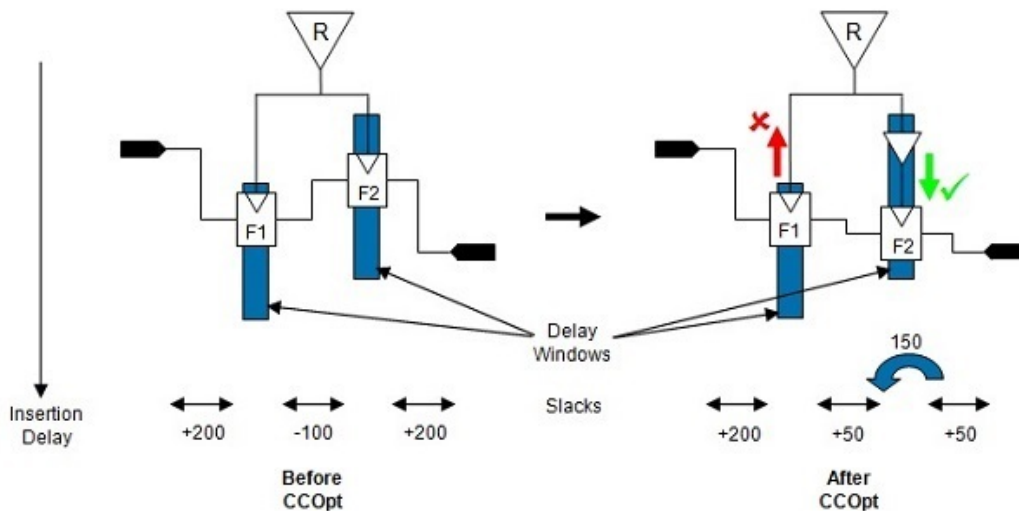 R
R
F1
F2
F1
F2
Delay
Windows
150
Insertion
Delay
Slacks
+200
-100
+200
+200
+50
+50
Before
CCOpt
After
CCOpt